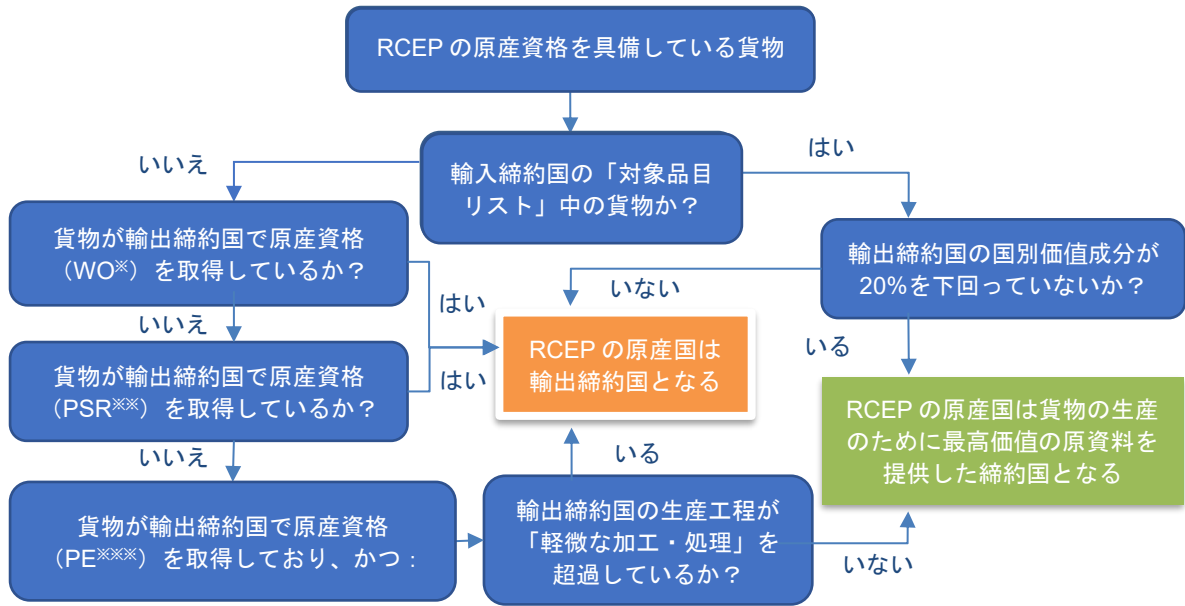 RCEP の原産資格を具備している貨物
いいえ
はい
輸入締約国の「対象品目
リスト」中の貨物か？
貨物が輸出締約国で原産資格
（WO※）を取得しているか？
輸出締約国の国別価値成分が
20%を下回っていないか？
いない
はい
いいえ
いる
RCEP の原産国は
輸出締約国となる
貨物が輸出締約国で原産資格
（PSR※※）を取得しているか？
はい
RCEP の原産国は貨物の生産
のために最高価値の原資料を
提供した締約国となる
いいえ
いる
貨物が輸出締約国で原産資格
（PE※※※）を取得しており、かつ：
輸出締約国の生産工程が
「軽微な加工・処理」を
超過しているか？
いない